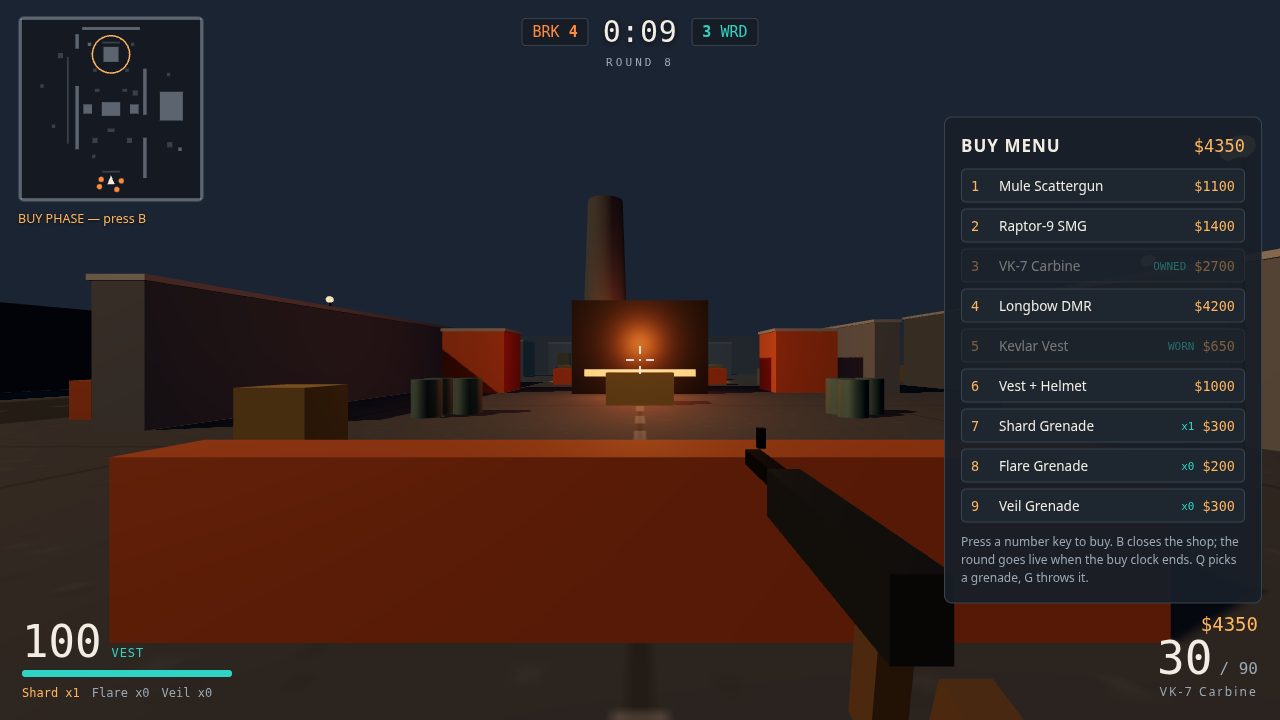 BRK 4 0:09 3 WRD
ROUND 8
BUY PHASE — press B
BUY MENU $4350
1 Mule Scattergun $1100
2 Raptor-9 SMG $1400
3 VK-7 Carbine OWNED $2700
4 Longbow DMR $4200
5 Kevlar Vest WORN $650
6 Vest + Helmet $1000
7 Shard Grenade x1 $300
8 Flare Grenade x0 $200
9 Veil Grenade x0 $300
Press a number key to buy. B closes the shop; the
round goes live when the buy clock ends. Q picks
a grenade, G throws it.
100 VEST
Shard x1 Flare x0 Veil x0
$4350
30 / 90
VK-7 Carbine